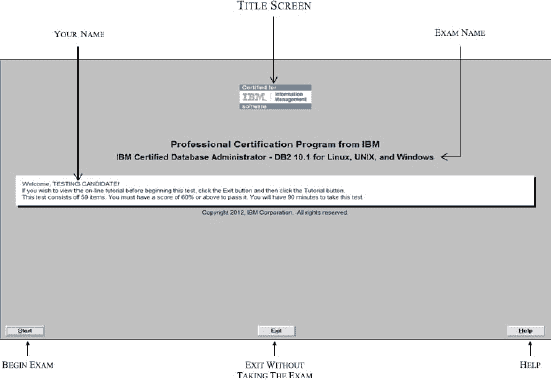 TITLE SCREEN
YOUR NAME
EXAM NAME
Certified for
IBM Information
Management
software
Professional Certification Program from IBM
IBM Certified Database Administrator - DB2 10.1 for Linux, UNIX, and Windows
Welcome, TESTING CANDIDATE!
If you wish to view the on-line tutorial before beginning this test, click the Exit button and then click the Tutorial button.
This test consists off 59 items. You must have a score of 60% or above to pass it. You will have 90 minutes to take this test.
Copyright 2012, IBM Corporation. All rights reserved.
Start Exit Help
BEGIN EXAM EXIT WITHOUT HELP
TAKING THE EXAM